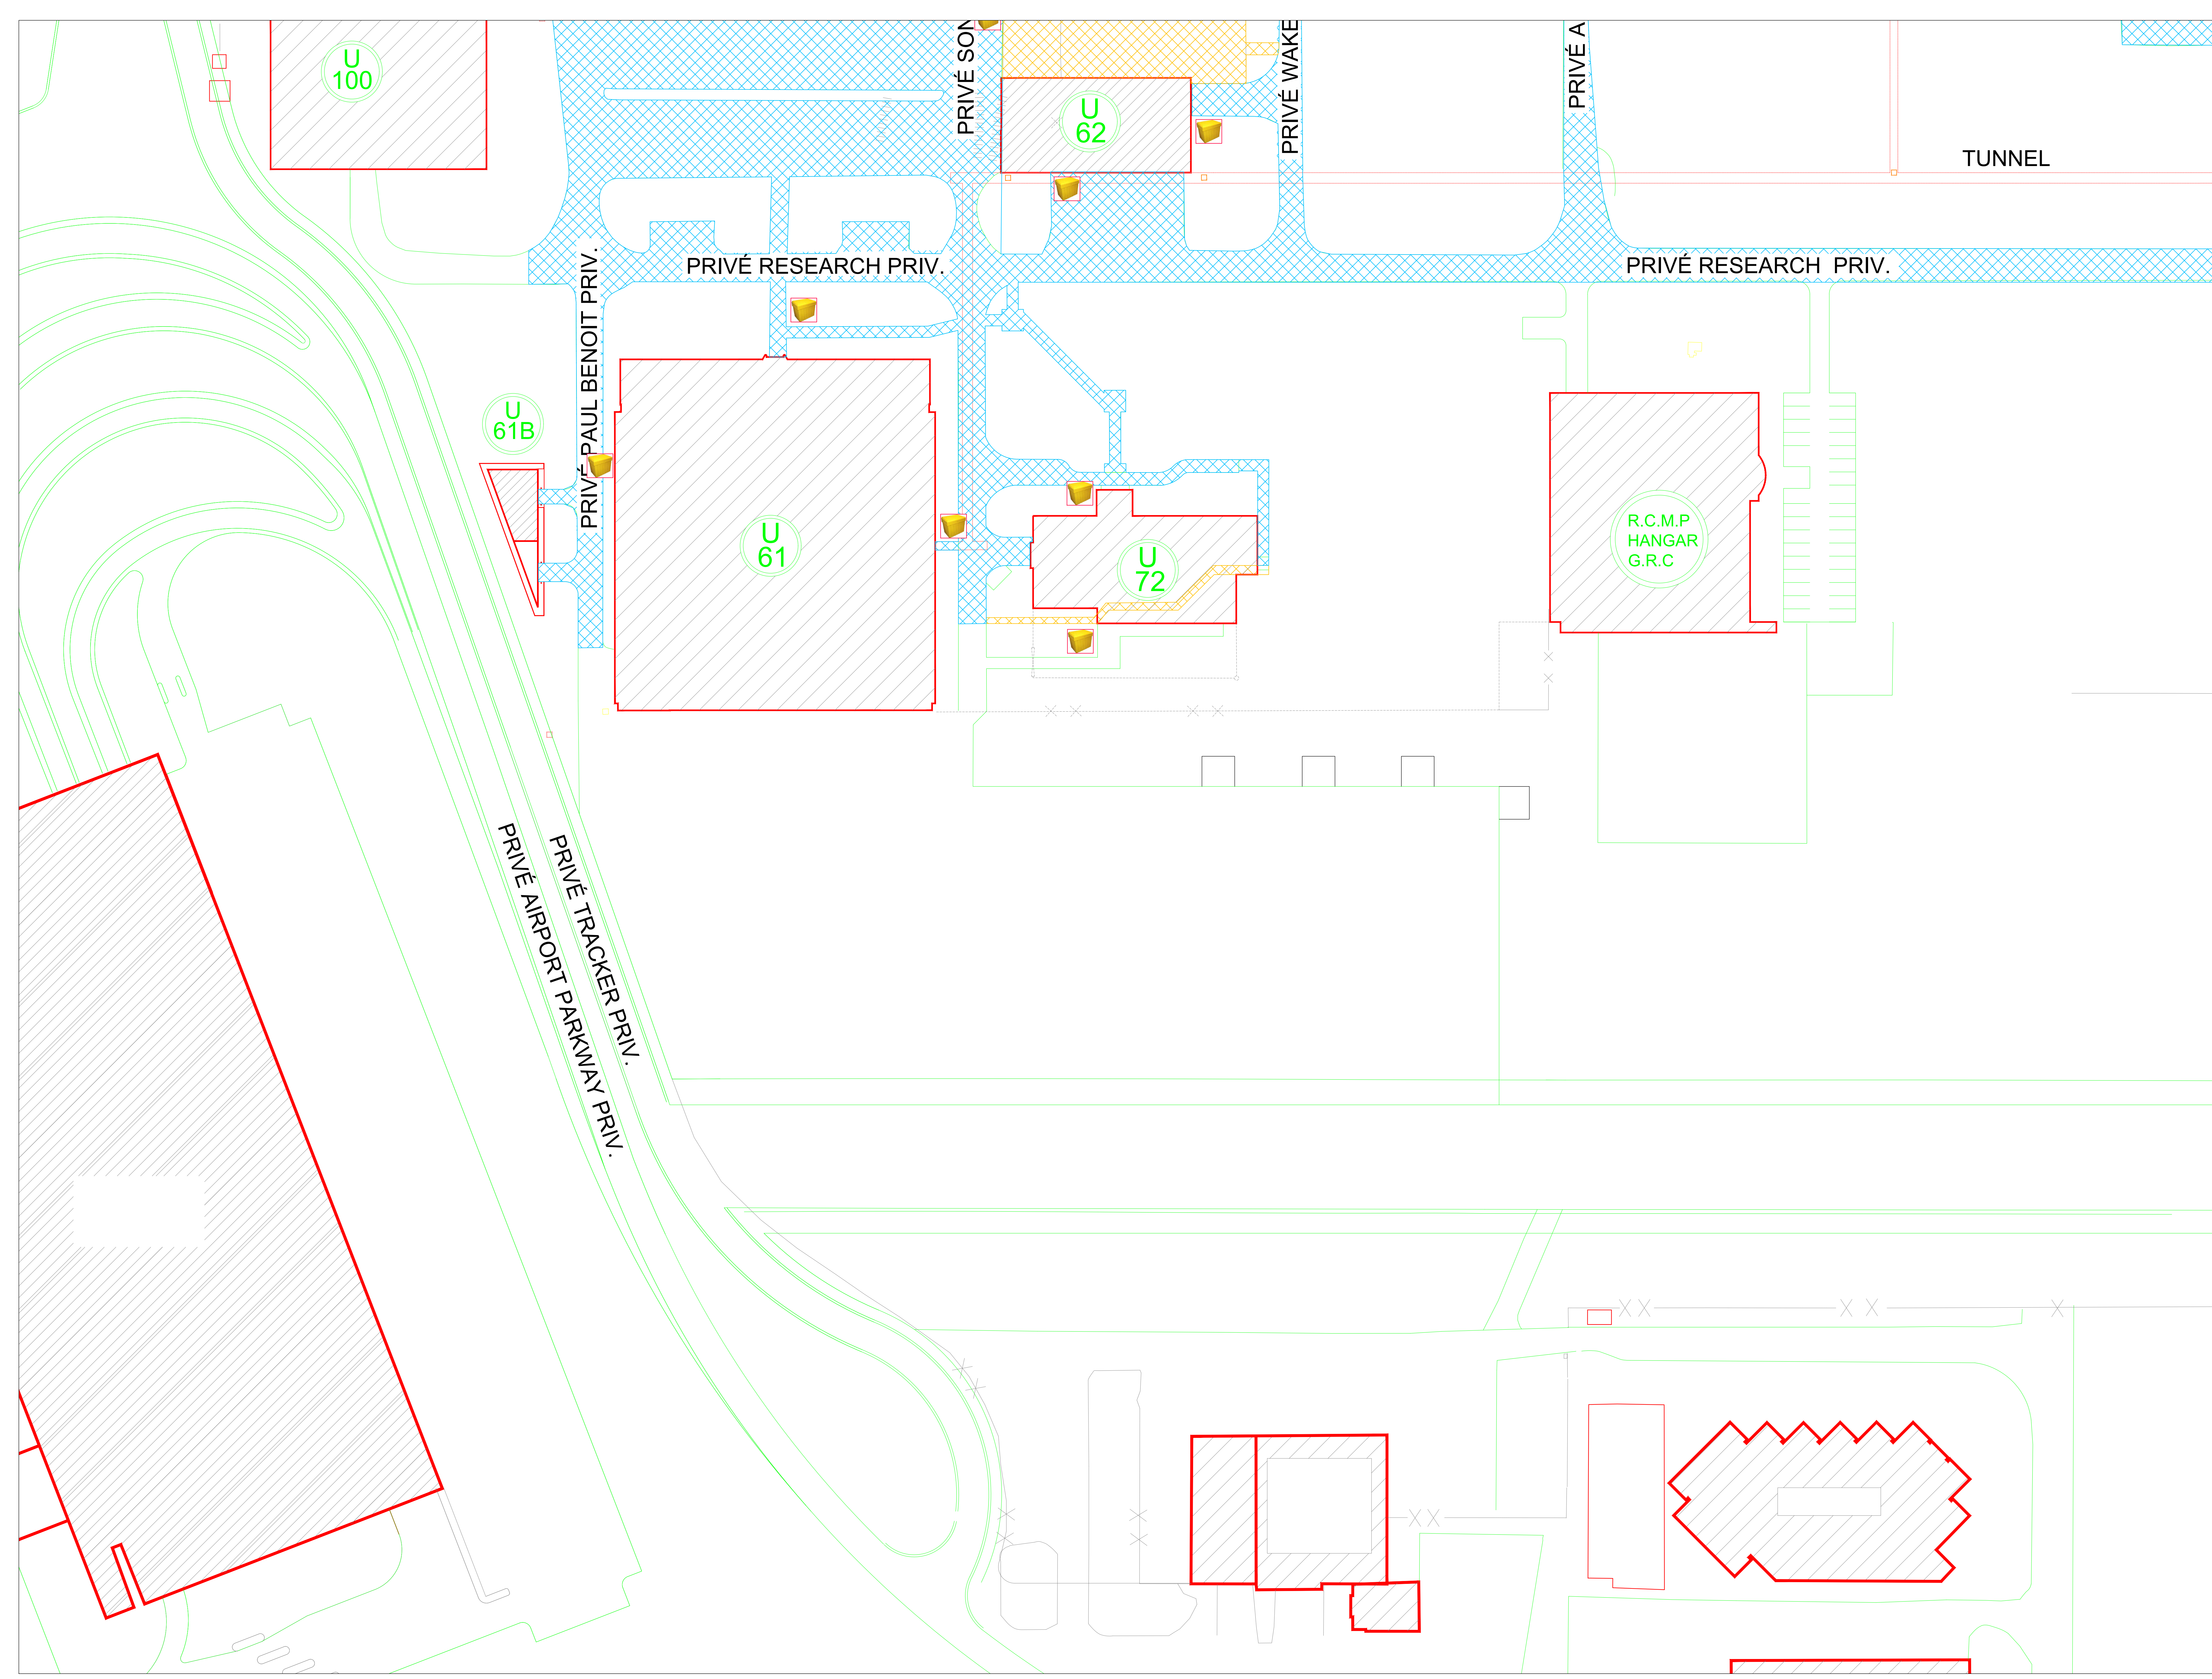 U
100
PRIVÉ SON
U
62
PRIVÉ WAKE
PRIVÉ A
TUNNEL
PRIVÉ RESEARCH PRIV.
PRIVÉ RESEARCH PRIV.
PRIVÉ PAUL BENOIT PRIV.
U
61B
U
61
U
72
R.C.M.P
HANGAR
G.R.C
PRIVÉ AIRPORT PARKWAY PRIV.
PRIVÉ TRACKER PRIV.